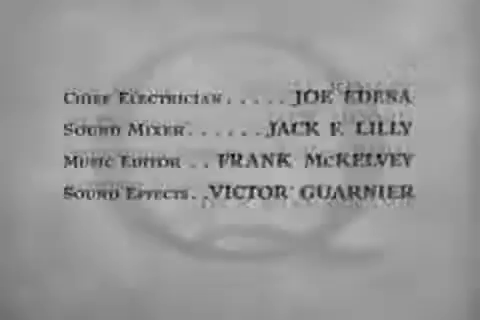 CHIEF ELECTRICIAN.....JOE EDESA
SOUND MIXER......JACK F. LILLY
MUSIC EDITOR..FRANK McKELVEY
SOUND EFFECTS..VICTOR GUARNIER